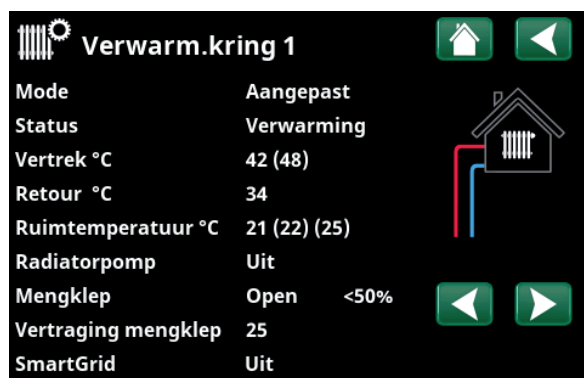 Verwarm.kring 1
Mode Aangepast
Status Verwarming
Vertrek °C 42 (48)
Retour °C 34
Ruimtemperatuur °C 21 (22) (25)
Radiatorpomp Uit
Mengklep Open <50%
Vertraging mengklep 25
SmartGrid Uit